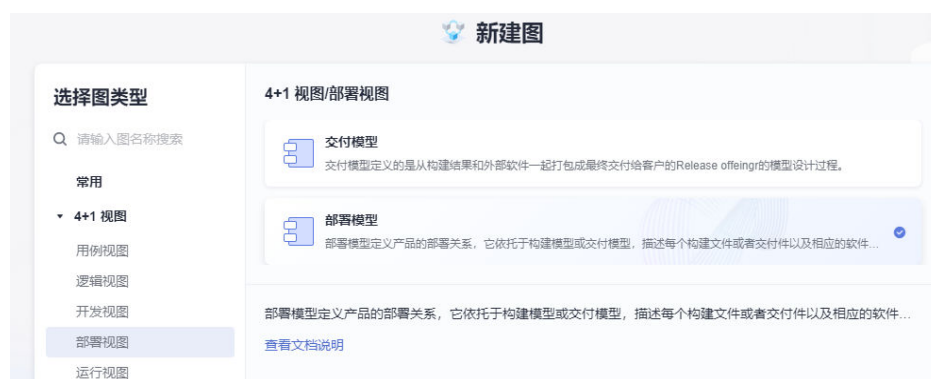 新建图
选择图类型
请输入图名称搜索
常用
4+1 视图
用例视图
逻辑视图
开发视图
部署视图
运行视图
4+1 视图/部署视图
交付模型
交付模型定义的是从构建结果和外部软件一起打包成最终交付给客户的Release offeingr的模型设计过程。
部署模型
部署模型定义产品的部署关系，它依托于构建模型或交付模型，描述每个构建文件或者交付件以及相应的软件...
部署模型定义产品的部署关系，它依托于构建模型或交付模型，描述每个构建文件或者交付件以及相应的软件...
查看文档说明